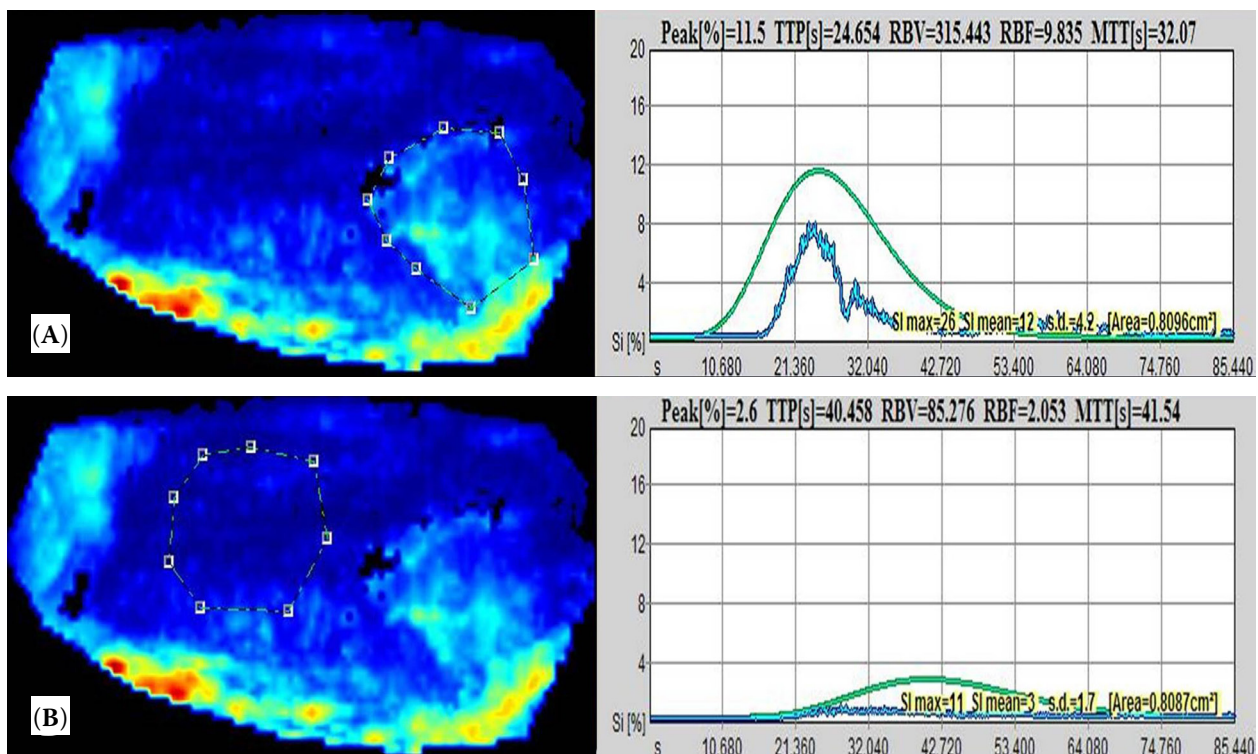 Peak[%]=11.5 TTP[s]=24.654 RBV=315.443 RBF=9.835 MTT[s]=32.07
20
16
12
8
4
SI max=26 SI mean=12 s.d.=4.2 [Area=0.8096cm²]
Si [%]
s 10.680 21.360 32.040 42.720 53.400 64.080 74.760 85.440
(A)
Peak[%]=2.6 TTP[s]=40.458 RBV=85.276 RBF=2.053 MTT[s]=41.54
20
16
12
8
4
SI max=11 SI mean=3 s.d.=1.7 [Area=0.8087cm²]
Si [%]
s 10.680 21.360 32.040 42.720 53.400 64.080 74.760 85.440
(B)